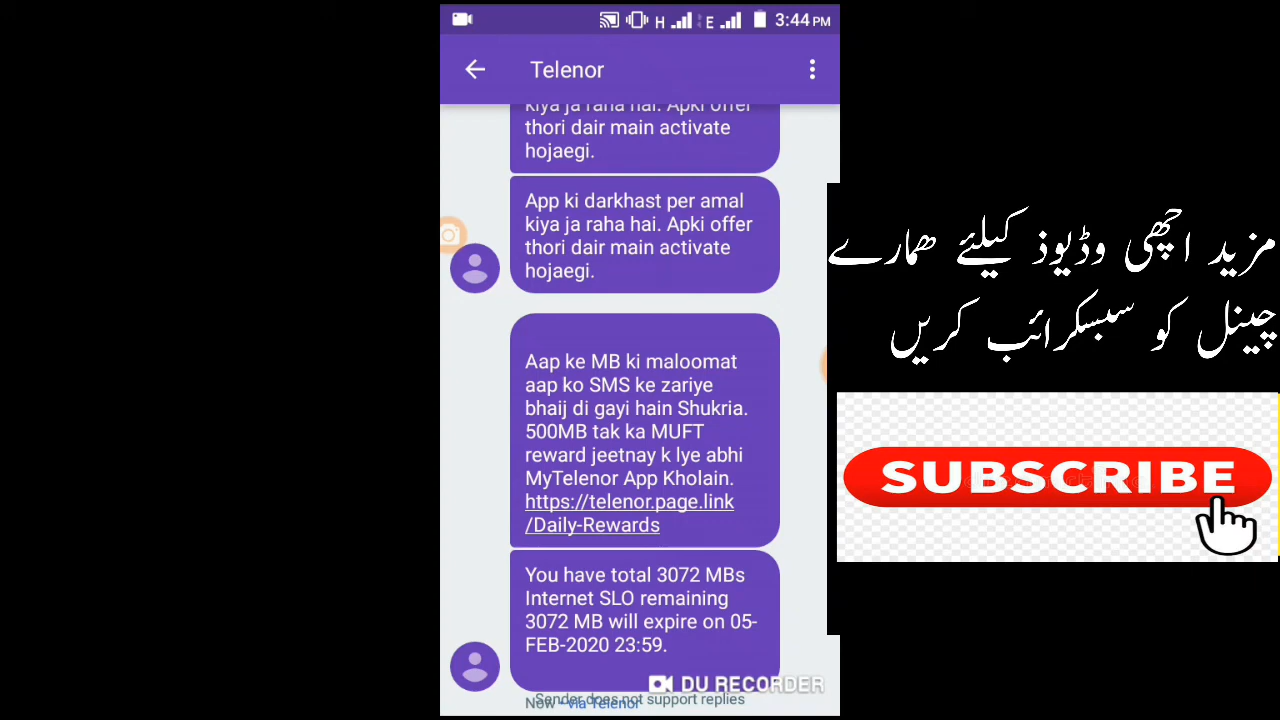 H E 3:44 PM
Telenor
kiya ja raha hai. Apki offer
thori dair main activate
hojaegi.
App ki darkhast per amal
kiya ja raha hai. Apki offer
thori dair main activate
hojaegi.
Aap ke MB ki maloomat
aap ko SMS ke zariye
bhaij di gayi hain Shukria.
500MB tak ka MUFT
reward jeetnay k lye abhi
MyTelenor App Kholain.
https://telenor.page.link
/Daily-Rewards
You have total 3072 MBs
Internet SLO remaining
3072 MB will expire on 05-
FEB-2020 23:59.
DU RECORDER
Sender does not support replies
Now • via Telenor
مزید اچھی وڈیوذ کیلئے ھمارے
چینل کو سبسکرائب کریں
SUBSCRIBE